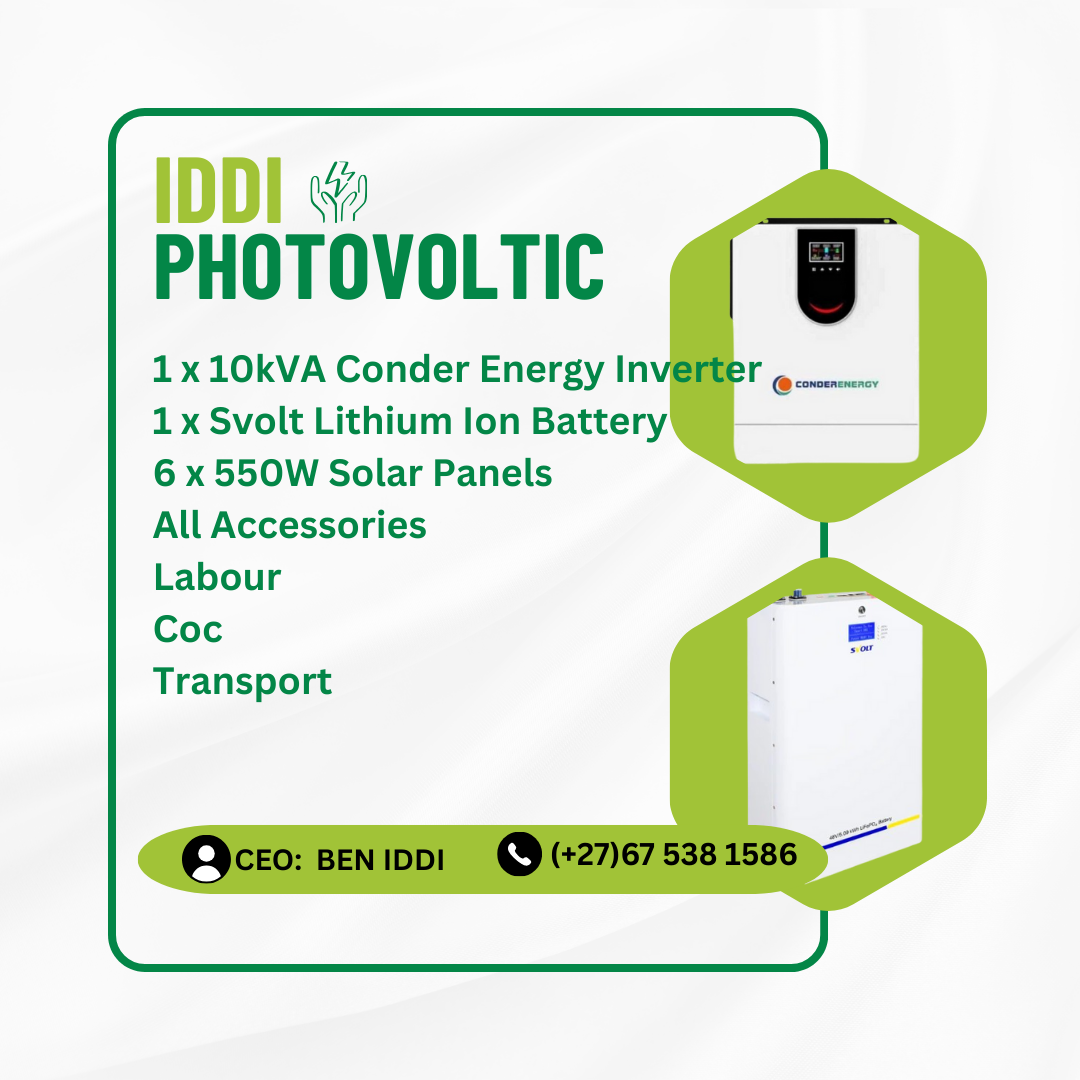 IDDI
PHOTOVOLTIC
1 x 10kVA Conder Energy Inverter
1 x Svolt Lithium Ion Battery
6 x 550W Solar Panels
All Accessories
Labour
Coc
Transport
CONDERENERGY
SVOLT
CEO: BEN IDDI
(+27)67 538 1586